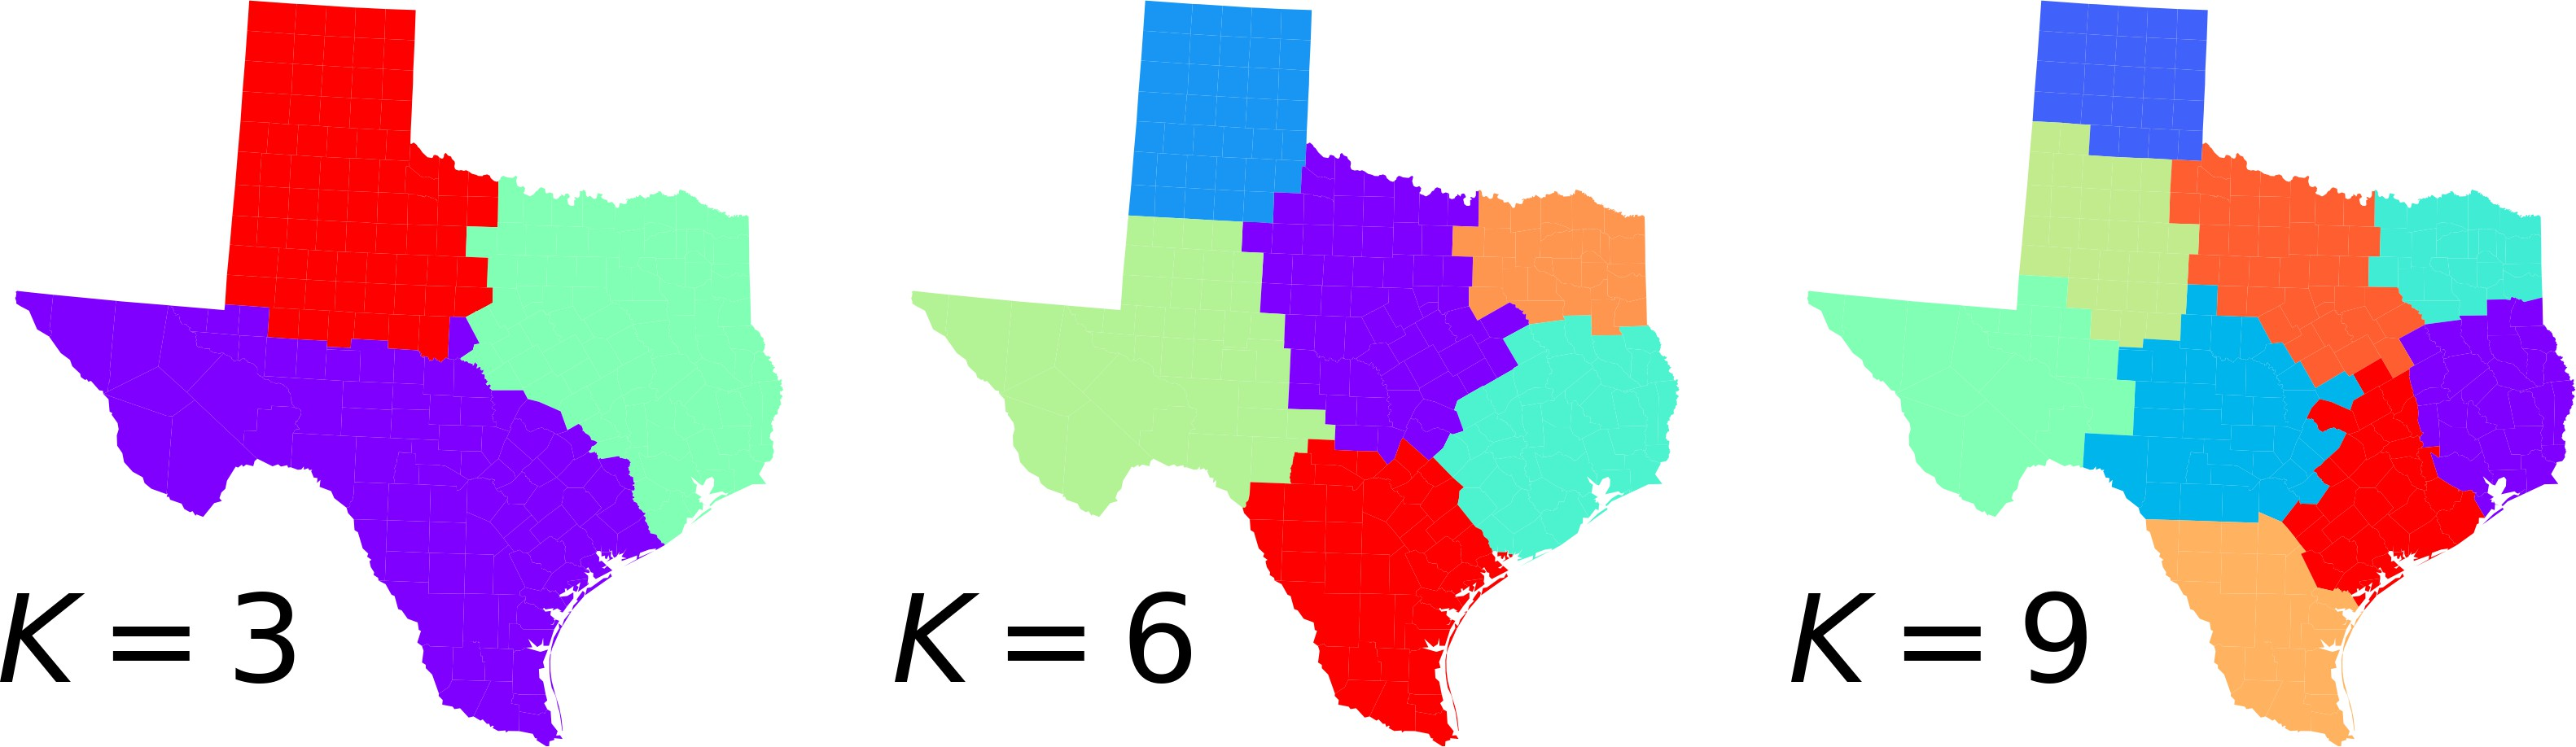 K = 3
K = 6
K = 9